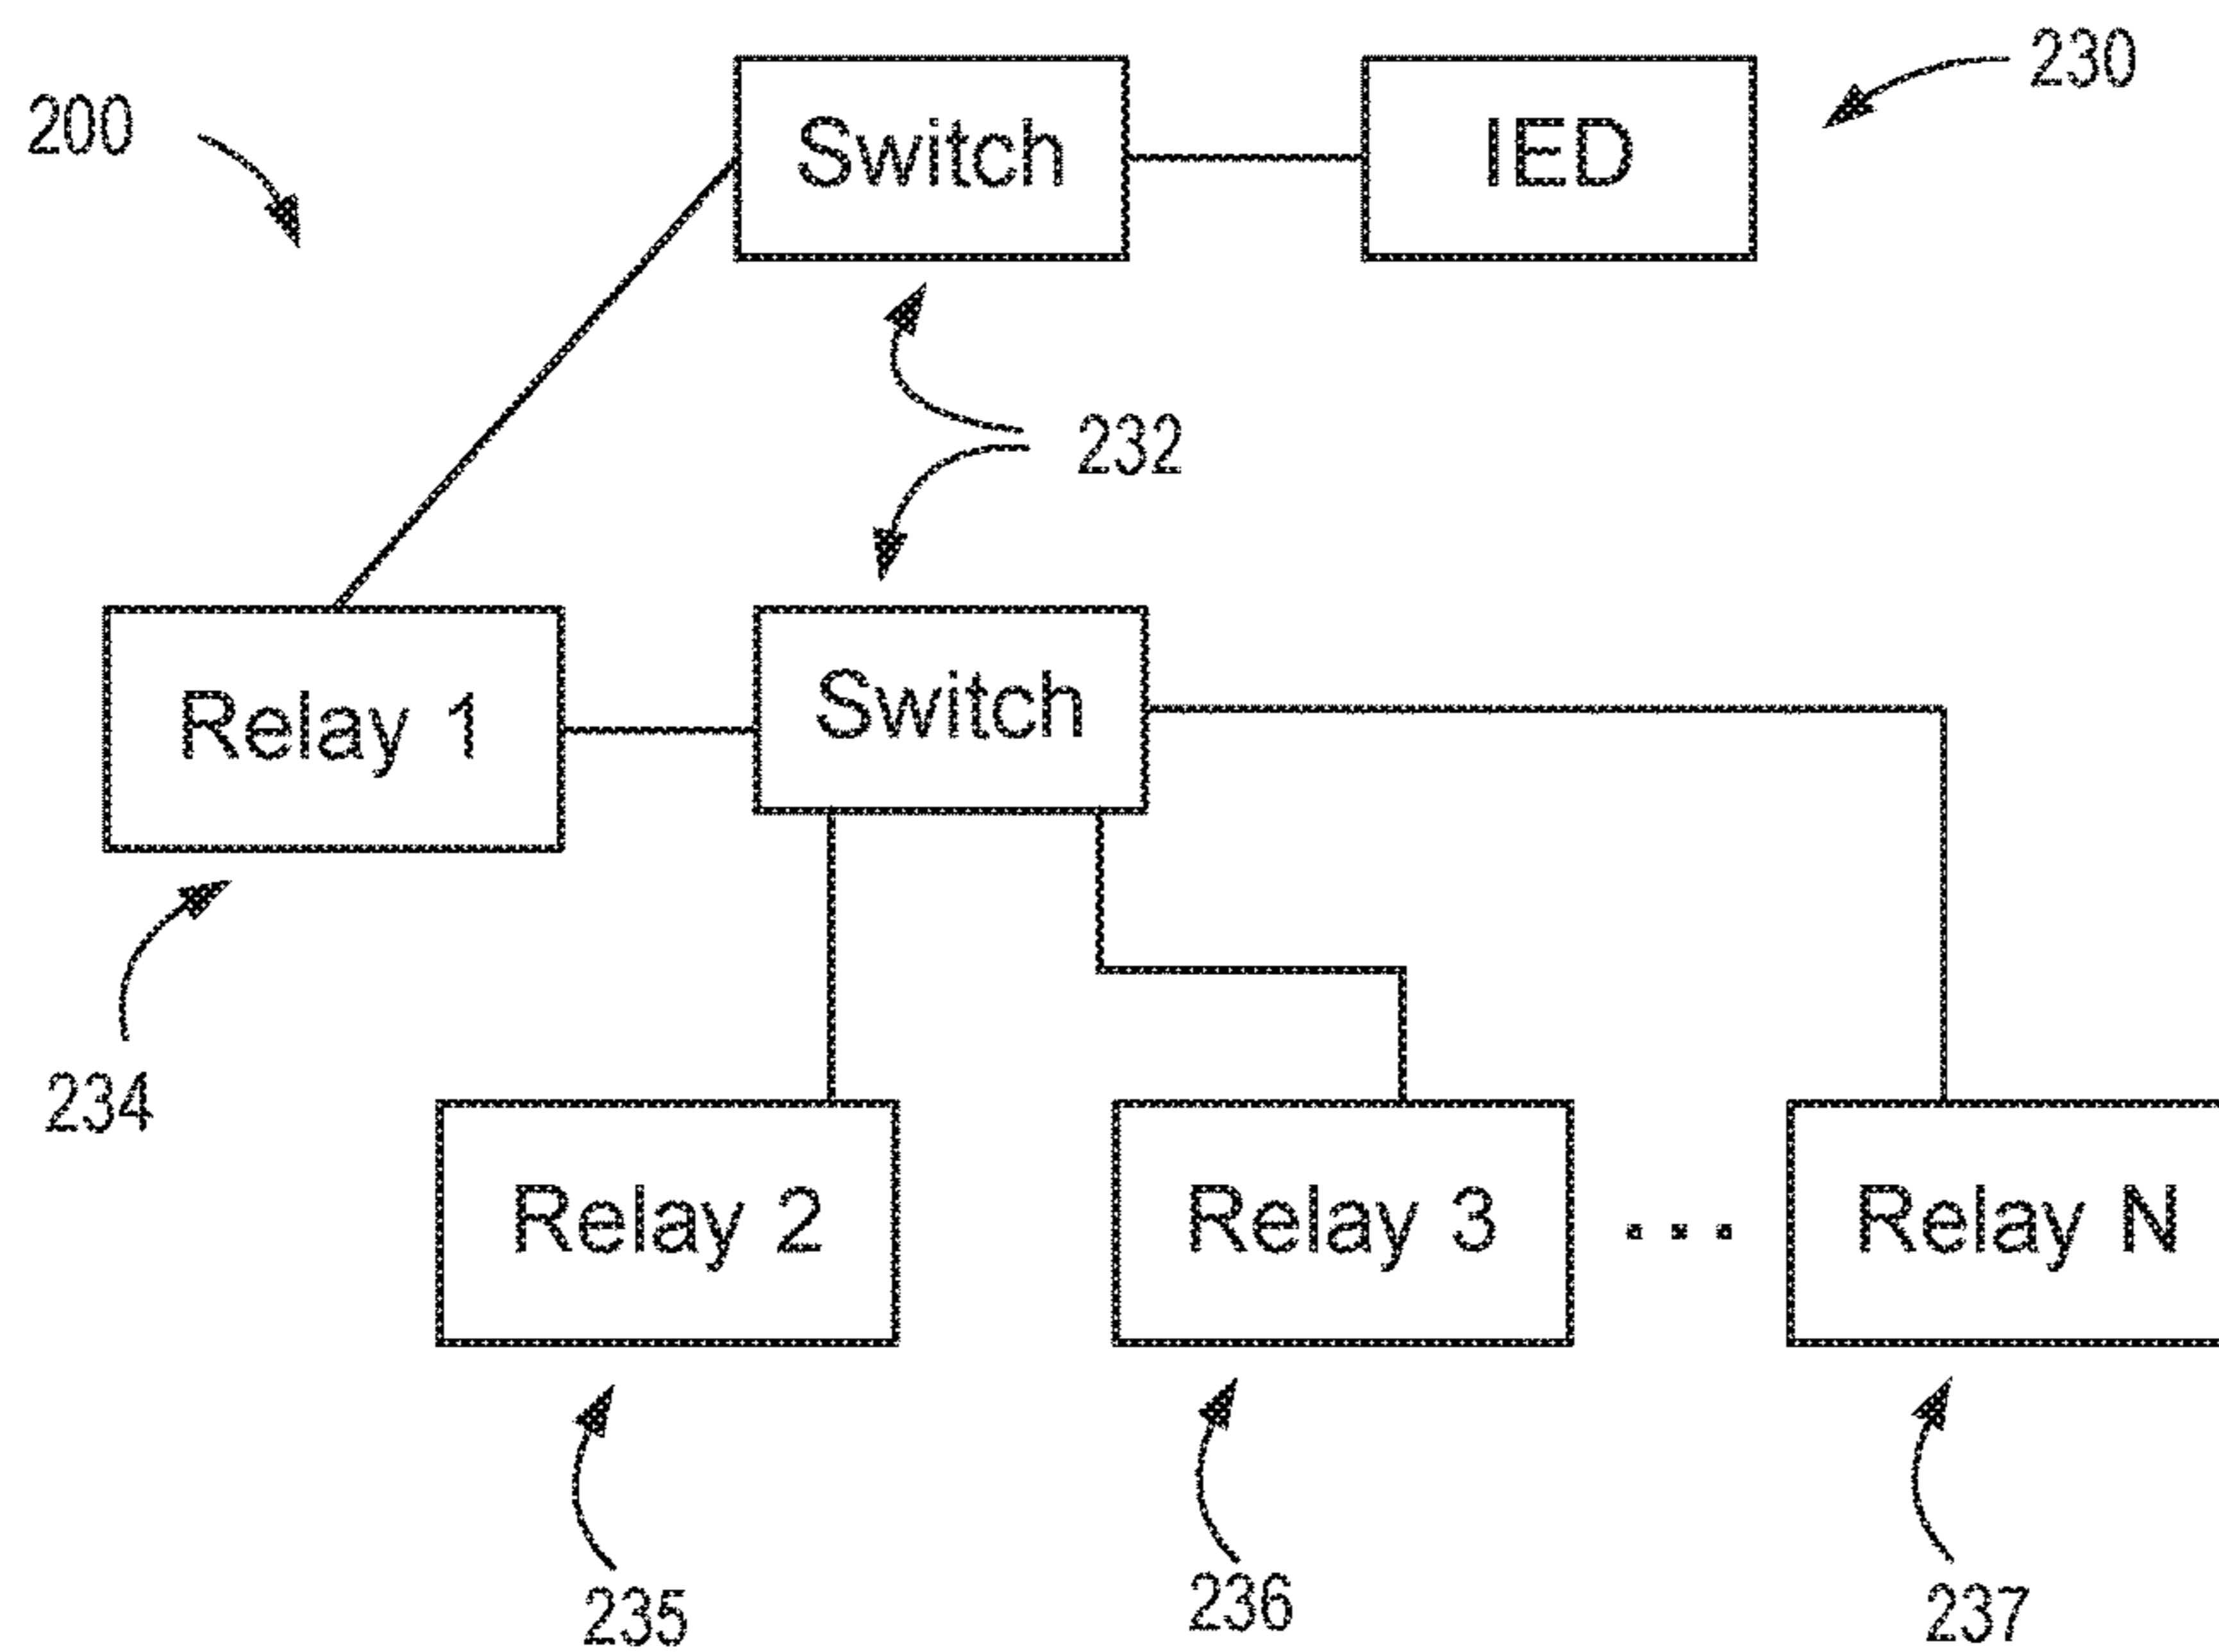 230
200
Switch
IED
232
Relay 1
Switch
234
Relay 2
Relay 3
...
Relay N
235
236
237